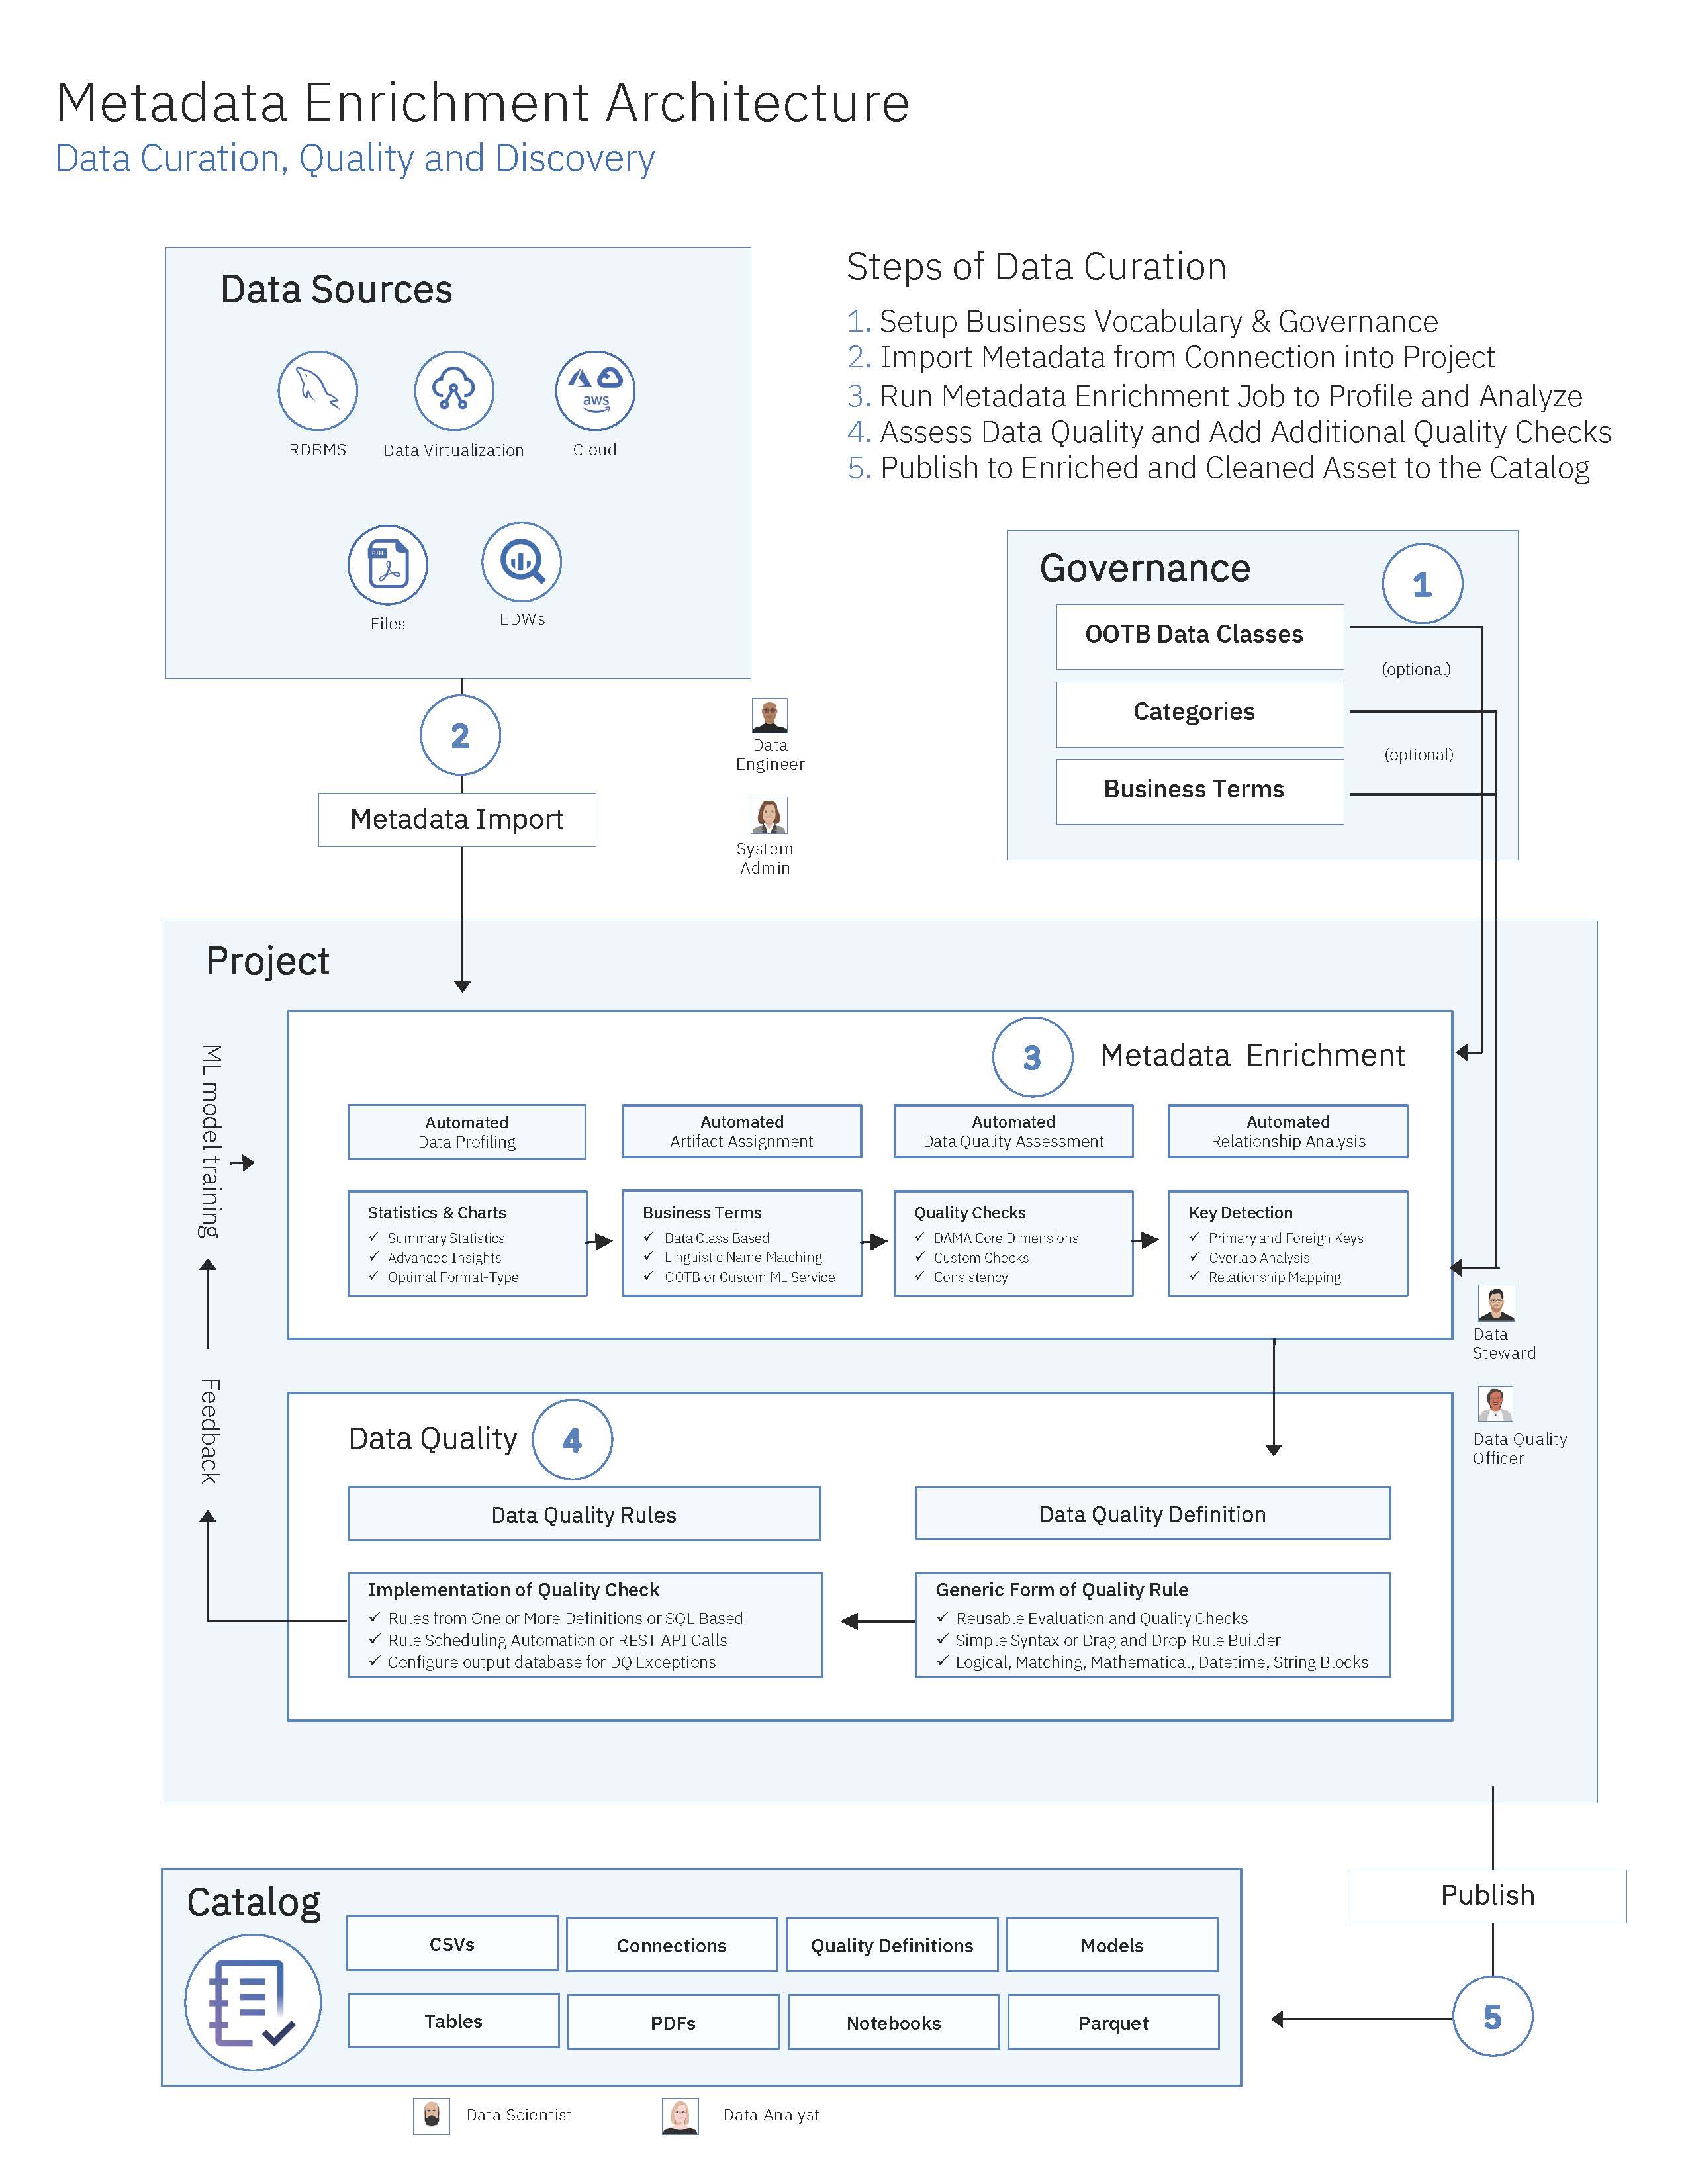 Metadata Enrichment Architecture
Data Curation, Quality and Discovery
Data Sources
RDBMS
Data Virtualization
aws
Cloud
PDF
Files
EDWs
Steps of Data Curation
1. Setup Business Vocabulary & Governance
2. Import Metadata from Connection into Project
3. Run Metadata Enrichment Job to Profile and Analyze
4. Assess Data Quality and Add Additional Quality Checks
5. Publish to Enriched and Cleaned Asset to the Catalog
Governance
1
OOTB Data Classes
(optional)
Categories
(optional)
Business Terms
2
Metadata Import
Data
Engineer
System
Admin
Project
3
Metadata Enrichment
Automated
Data Profiling
Automated
Artifact Assignment
Automated
Data Quality Assessment
Automated
Relationship Analysis
Statistics & Charts
✓ Summary Statistics
✓ Advanced Insights
✓ Optimal Format-Type
Business Terms
✓ Data Class Based
✓ Linguistic Name Matching
✓ OOTB or Custom ML Service
Quality Checks
✓ DAMA Core Dimensions
✓ Custom Checks
✓ Consistency
Key Detection
✓ Primary and Foreign Keys
✓ Overlap Analysis
✓ Relationship Mapping
ML model training
Feedback
Data
Steward
Data Quality
Officer
Data Quality
4
Data Quality Rules
Data Quality Definition
Implementation of Quality Check
✓ Rules from One or More Definitions or SQL Based
✓ Rule Scheduling Automation or REST API Calls
✓ Configure output database for DQ Exceptions
Generic Form of Quality Rule
✓ Reusable Evaluation and Quality Checks
✓ Simple Syntax or Drag and Drop Rule Builder
✓ Logical, Matching, Mathematical, Datetime, String Blocks
Publish
5
Catalog
CSVs
Connections
Quality Definitions
Models
Tables
PDFs
Notebooks
Parquet
Data Scientist
Data Analyst